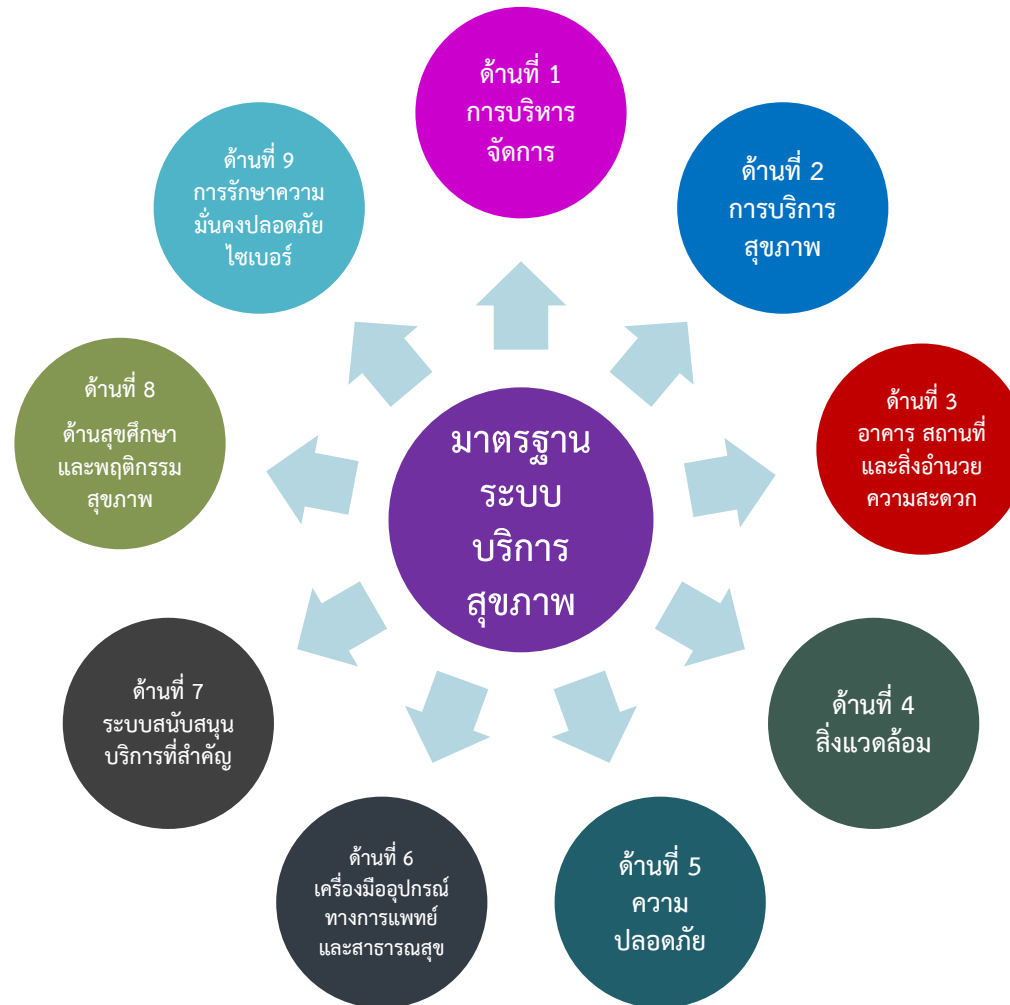 ด้านที่ 1
การบริหาร
จัดการ
ด้านที่ 2
การบริการ
สุขภาพ
ด้านที่ 3
อาคาร สถานที่
และสิ่งอำนวย
ความสะดวก
ด้านที่ 4
สิ่งแวดล้อม
ด้านที่ 5
ความ
ปลอดภัย
ด้านที่ 6
เครื่องมืออุปกรณ์
ทางการแพทย์
และสาธารณสุข
ด้านที่ 7
ระบบสนับสนุน
บริการที่สำคัญ
ด้านที่ 8
ด้านสุขศึกษา
และพฤติกรรม
สุขภาพ
ด้านที่ 9
การรักษาความ
มั่นคงปลอดภัย
ไซเบอร์
มาตรฐาน
ระบบ
บริการ
สุขภาพ